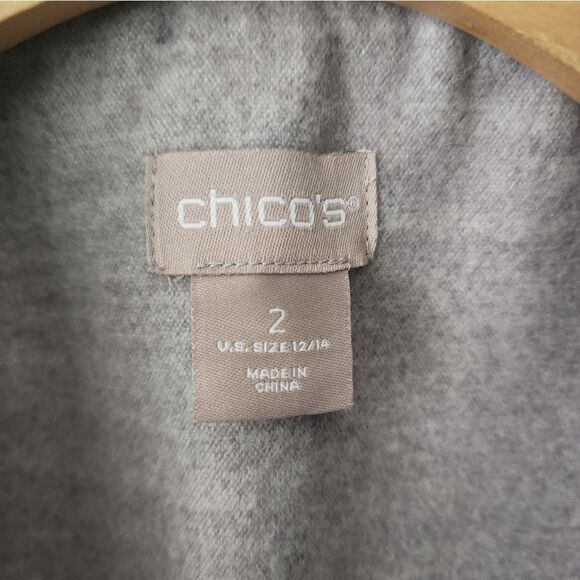 chico's®
2
U.S. SIZE 12/14
MADE IN
CHINA